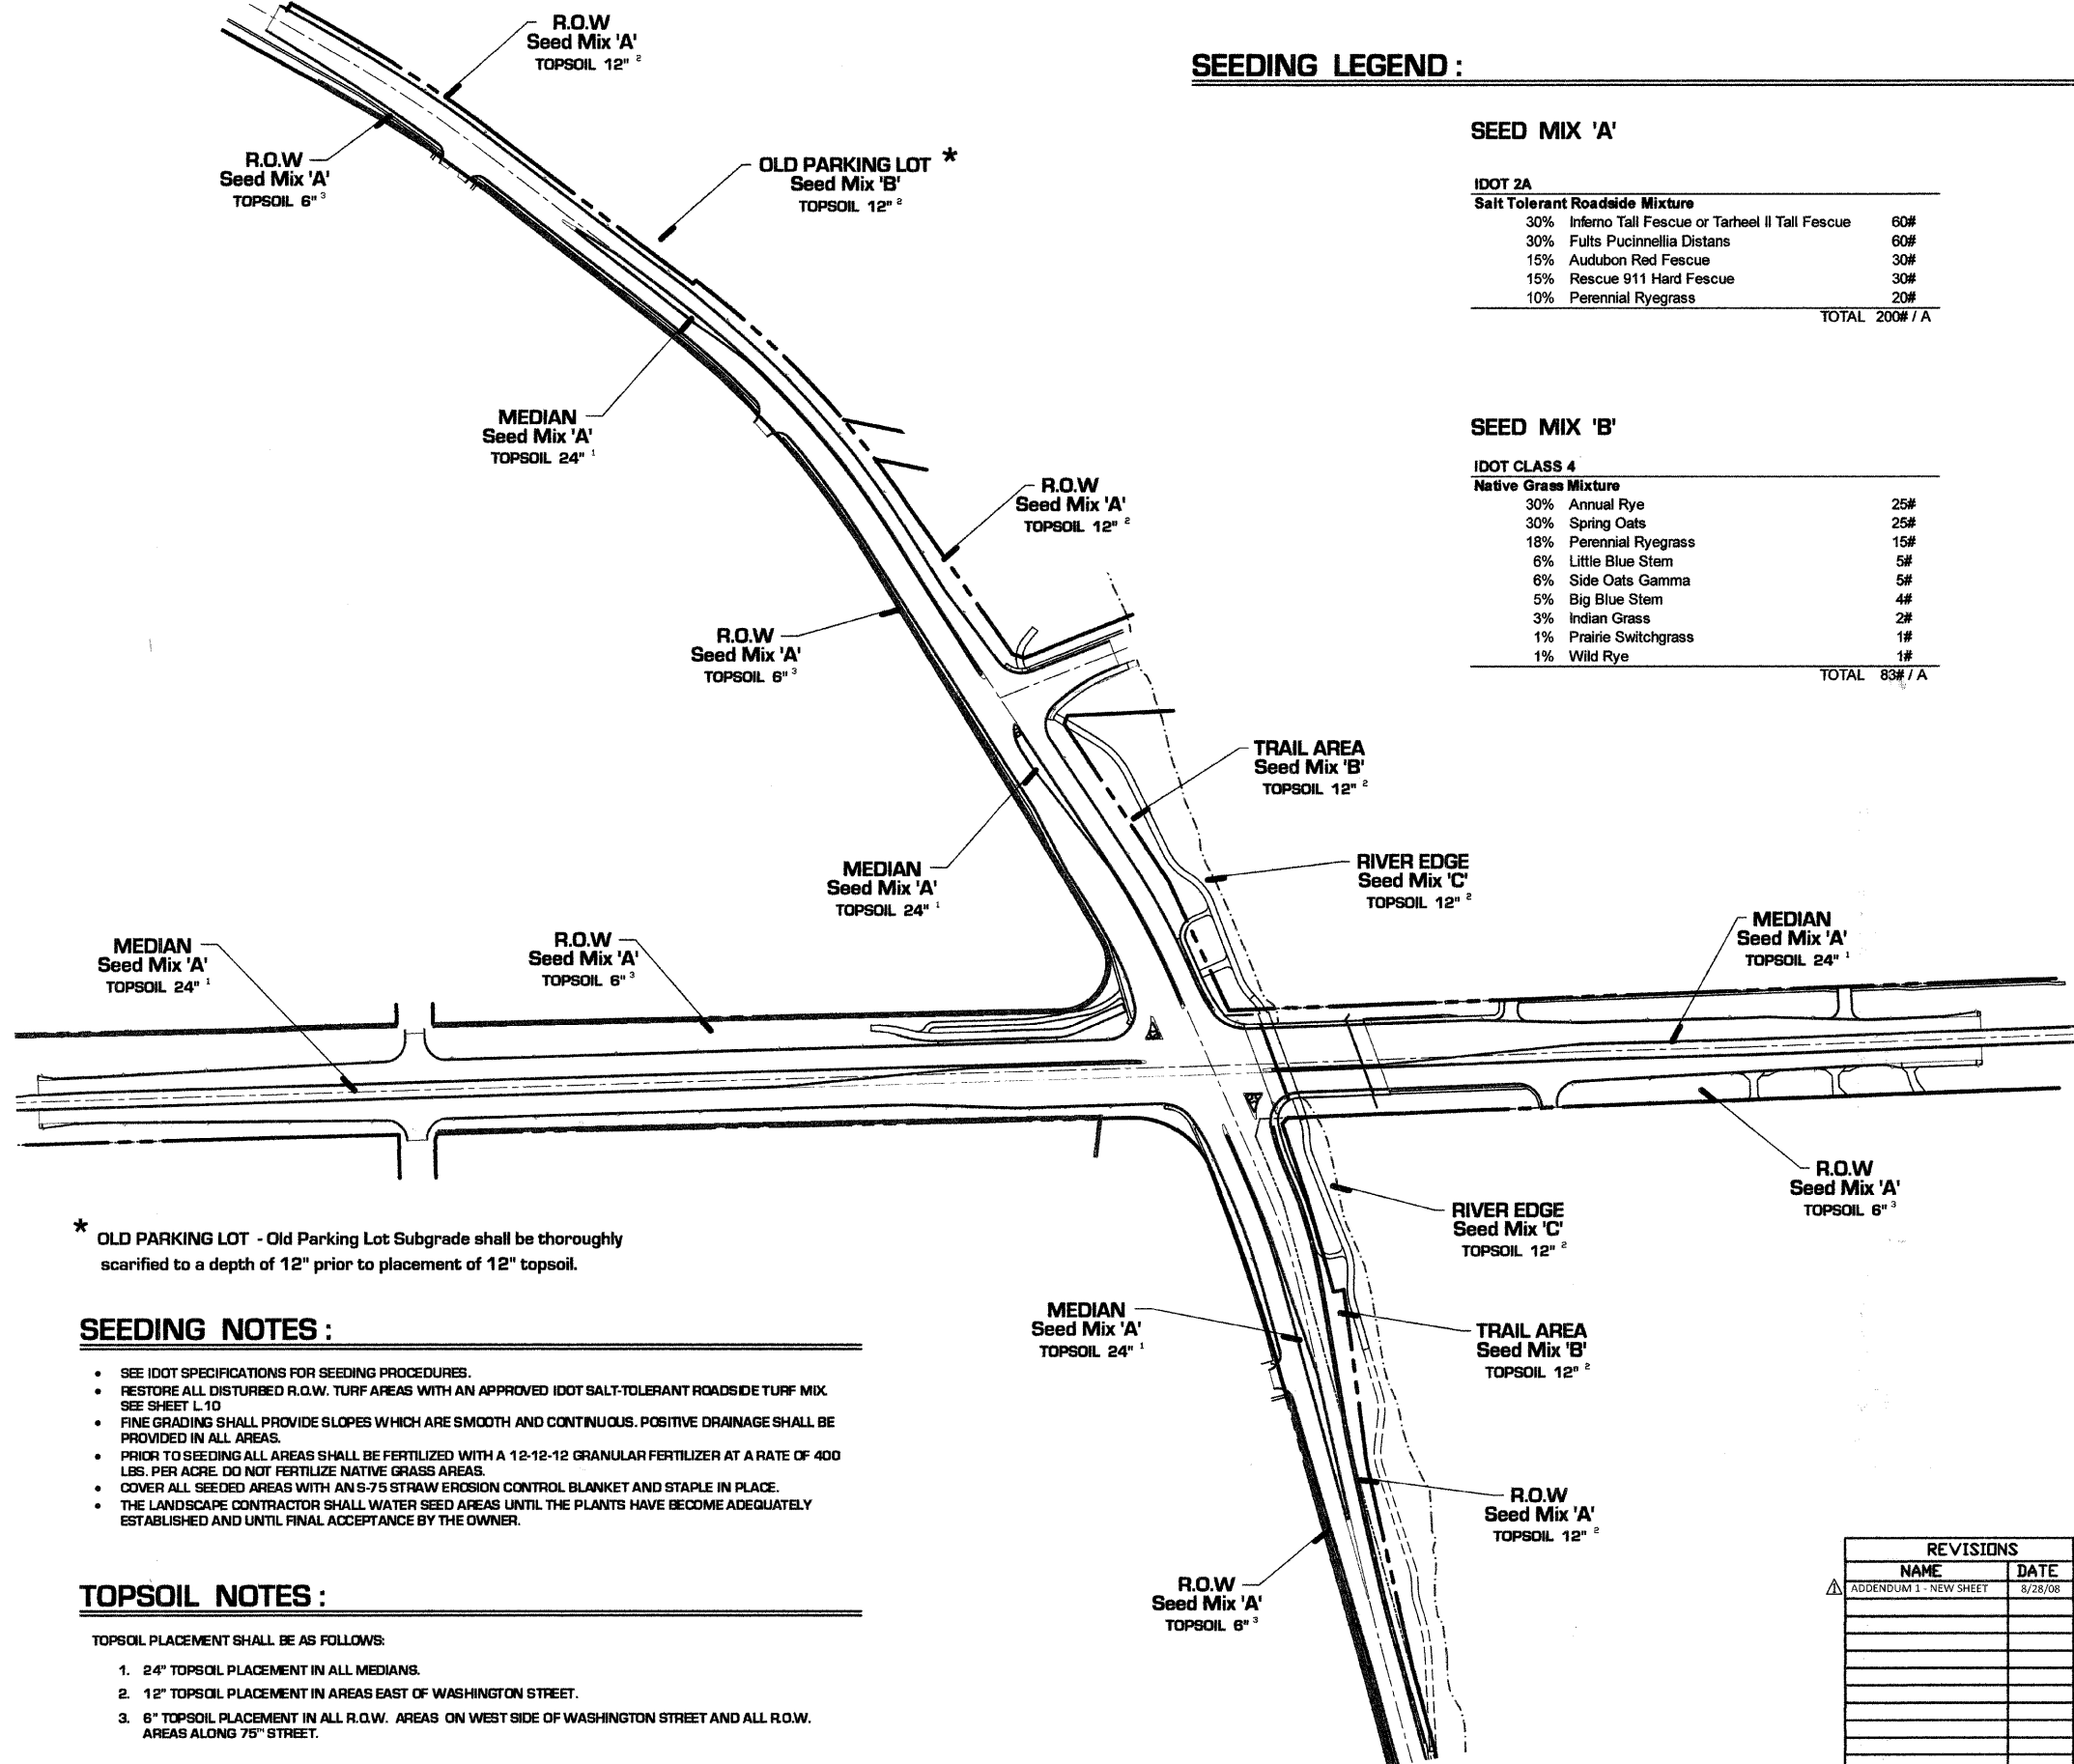 R.O.W
Seed Mix 'A'
TOPSOIL 12" 2
SEEDING LEGEND :
R.O.W
Seed Mix 'A'
TOPSOIL 6" 3
OLD PARKING LOT *
Seed Mix 'B'
TOPSOIL 12" 2
SEED MIX 'A'
IDOT 2A
Salt Tolerant Roadside Mixture
30% Inferno Tall Fescue or Tarheel II Tall Fescue 60#
30% Fults Pucinnellia Distans 60#
15% Audubon Red Fescue 30#
15% Rescue 911 Hard Fescue 30#
10% Perennial Ryegrass 20#
TOTAL 200# / A
MEDIAN
Seed Mix 'A'
TOPSOIL 24" 1
SEED MIX 'B'
IDOT CLASS 4
Native Grass Mixture
30% Annual Rye 25#
30% Spring Oats 25#
18% Perennial Ryegrass 15#
6% Little Blue Stem 5#
6% Side Oats Gamma 5#
5% Big Blue Stem 4#
3% Indian Grass 2#
1% Prairie Switchgrass 1#
1% Wild Rye 1#
TOTAL 83# / A
R.O.W
Seed Mix 'A'
TOPSOIL 12" 2
R.O.W
Seed Mix 'A'
TOPSOIL 6" 3
TRAIL AREA
Seed Mix 'B'
TOPSOIL 12" 2
MEDIAN
Seed Mix 'A'
TOPSOIL 24" 1
RIVER EDGE
Seed Mix 'C'
TOPSOIL 12" 2
MEDIAN
Seed Mix 'A'
TOPSOIL 24" 1
R.O.W
Seed Mix 'A'
TOPSOIL 6" 3
MEDIAN
Seed Mix 'A'
TOPSOIL 24" 1
R.O.W
Seed Mix 'A'
TOPSOIL 6" 3
RIVER EDGE
Seed Mix 'C'
TOPSOIL 12" 2
* OLD PARKING LOT - Old Parking Lot Subgrade shall be thoroughly
scarified to a depth of 12" prior to placement of 12" topsoil.
MEDIAN
Seed Mix 'A'
TOPSOIL 24" 1
TRAIL AREA
Seed Mix 'B'
TOPSOIL 12" 2
SEEDING NOTES :
• SEE IDOT SPECIFICATIONS FOR SEEDING PROCEDURES.
• RESTORE ALL DISTURBED R.O.W. TURF AREAS WITH AN APPROVED IDOT SALT-TOLERANT ROADSIDE TURF MIX.
SEE SHEET L.10
• FINE GRADING SHALL PROVIDE SLOPES WHICH ARE SMOOTH AND CONTINUOUS. POSITIVE DRAINAGE SHALL BE
PROVIDED IN ALL AREAS.
• PRIOR TO SEEDING ALL AREAS SHALL BE FERTILIZED WITH A 12-12-12 GRANULAR FERTILIZER AT A RATE OF 400
LBS. PER ACRE. DO NOT FERTILIZE NATIVE GRASS AREAS.
• COVER ALL SEEDED AREAS WITH AN S-75 STRAW EROSION CONTROL BLANKET AND STAPLE IN PLACE.
• THE LANDSCAPE CONTRACTOR SHALL WATER SEED AREAS UNTIL THE PLANTS HAVE BECOME ADEQUATELY
ESTABLISHED AND UNTIL FINAL ACCEPTANCE BY THE OWNER.
R.O.W
Seed Mix 'A'
TOPSOIL 12" 2
R.O.W
Seed Mix 'A'
TOPSOIL 6" 3
TOPSOIL NOTES :
TOPSOIL PLACEMENT SHALL BE AS FOLLOWS:
1. 24" TOPSOIL PLACEMENT IN ALL MEDIANS.
2. 12" TOPSOIL PLACEMENT IN AREAS EAST OF WASHINGTON STREET.
3. 6" TOPSOIL PLACEMENT IN ALL R.O.W. AREAS ON WEST SIDE OF WASHINGTON STREET AND ALL R.O.W.
AREAS ALONG 75TH STREET.
REVISIONS
NAME DATE
1 ADDENDUM 1 - NEW SHEET 8/28/08